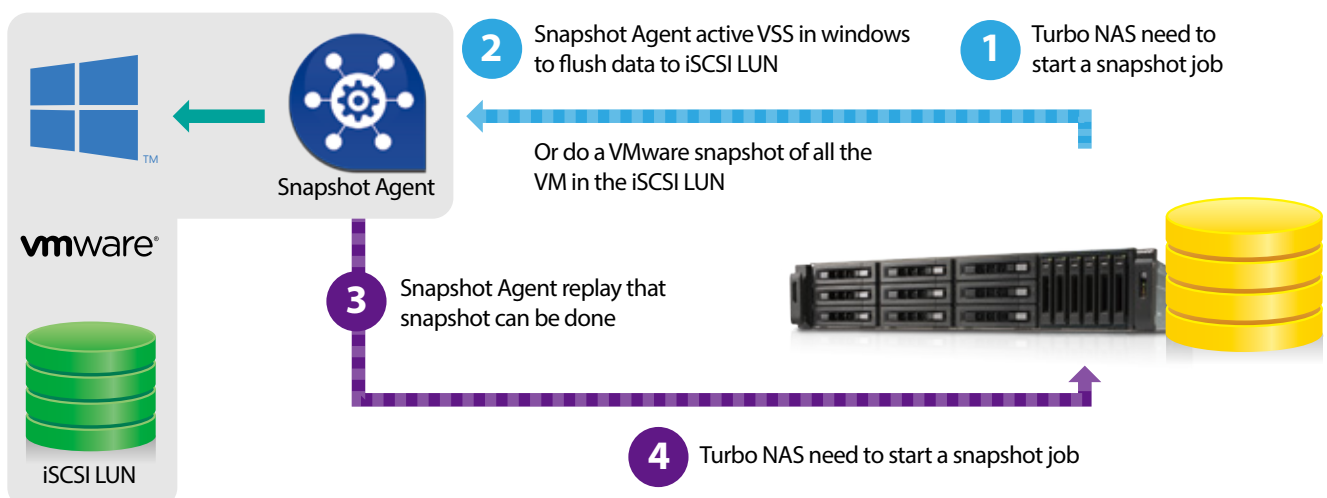 1
Turbo NAS need to
start a snapshot job
2
Snapshot Agent active VSS in windows
to flush data to iSCSI LUN
Or do a VMware snapshot of all the
VM in the iSCSI LUN
TM
Snapshot Agent
vmware®
iSCSI LUN
3
Snapshot Agent replay that
snapshot can be done
4
Turbo NAS need to start a snapshot job